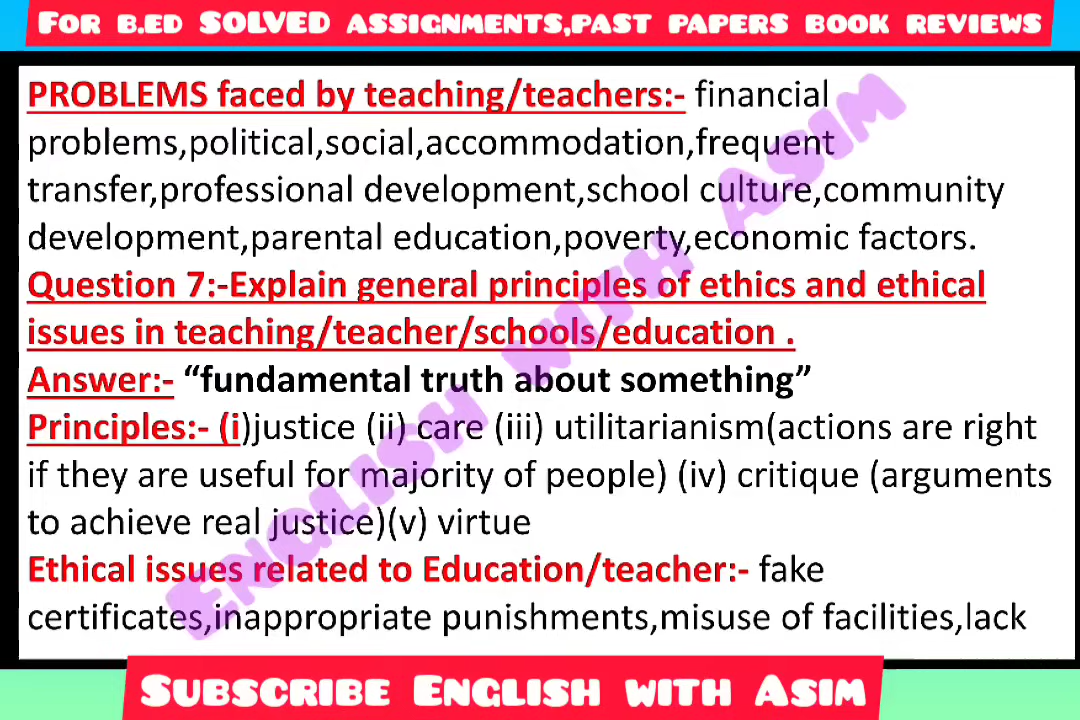 FOR B.ED SOLVED ASSIGNMENTS,PAST PAPERS BOOK REVIEWS
PROBLEMS faced by teaching/teachers:- financial
problems,political,social,accommodation,frequent
transfer,professional development,school culture,community
development,parental education,poverty,economic factors.
Question 7:-Explain general principles of ethics and ethical
issues in teaching/teacher/schools/education .
Answer:- “fundamental truth about something”
Principles:- (i)justice (ii) care (iii) utilitarianism(actions are right
if they are useful for majority of people) (iv) critique (arguments
to achieve real justice)(v) virtue
Ethical issues related to Education/teacher:- fake
certificates,inappropriate punishments,misuse of facilities,lack
ENGLISH WITH ASIM
SUBSCRIBE ENGLISH WITH ASIM